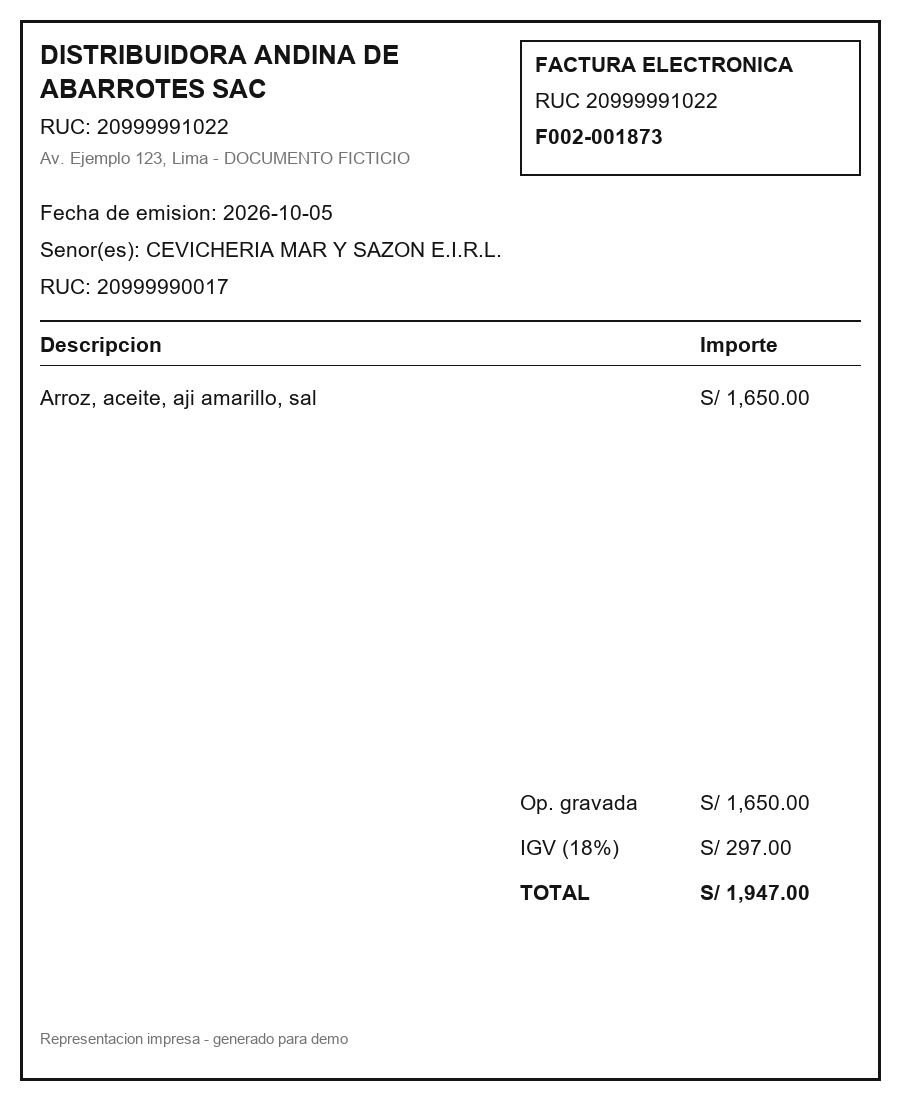 DISTRIBUIDORA ANDINA DE
ABARROTES SAC
RUC: 20999991022
Av. Ejemplo 123, Lima - DOCUMENTO FICTICIO
FACTURA ELECTRONICA
RUC 20999991022
F002-001873
Fecha de emision: 2026-10-05
Senor(es): CEVICHERIA MAR Y SAZON E.I.R.L.
RUC: 20999990017
Descripcion Importe
Arroz, aceite, aji amarillo, sal S/ 1,650.00
Op. gravada S/ 1,650.00
IGV (18%) S/ 297.00
TOTAL S/ 1,947.00
Representacion impresa - generado para demo